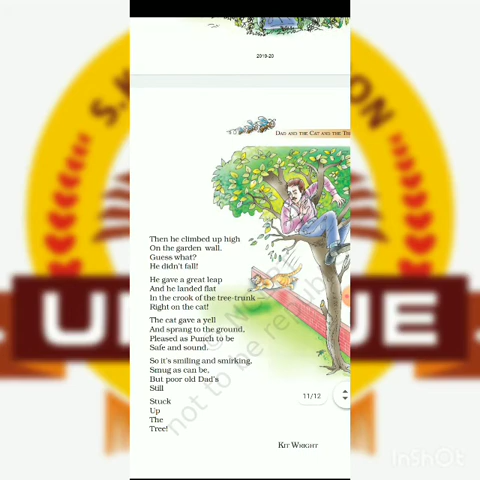 2019-20
DAD AND THE CAT AND THE
Then he climbed up high
On the garden wall.
Guess what?
He didn't fall!
He gave a great leap
And he landed flat
In the crook of the tree-trunk —
Right on the cat!
The cat gave a yell
And sprang to the ground,
Pleased as Punch to be
Safe and sound.
So it's smiling and smirking,
Smug as can be,
But poor old Dad's
Still
Stuck
Up
The
Tree!
KIT WRIGHT
11/12
not to be republ
InShOt